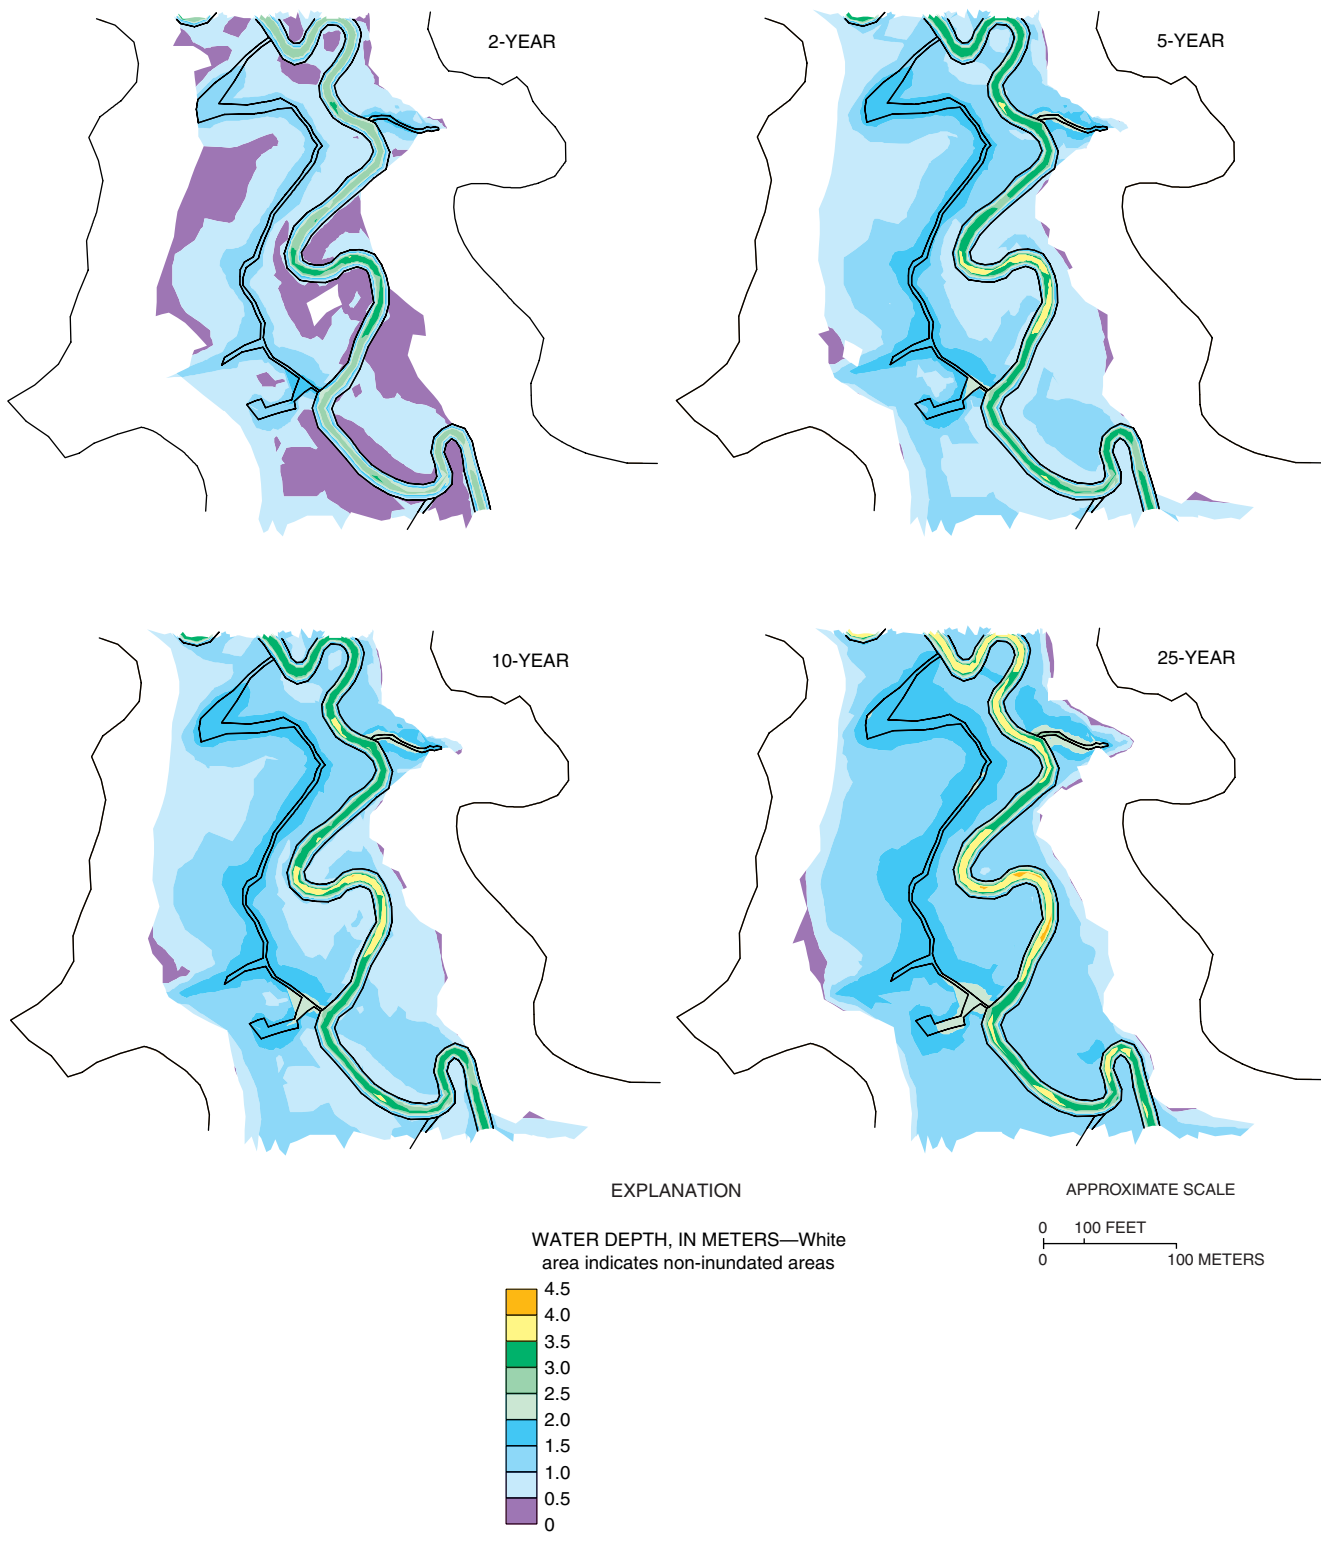 2-YEAR
5-YEAR
10-YEAR
25-YEAR
EXPLANATION
WATER DEPTH, IN METERS—White
area indicates non-inundated areas
4.5
4.0
3.5
3.0
2.5
2.0
1.5
1.0
0.5
0
APPROXIMATE SCALE
0 100 FEET
0 100 METERS